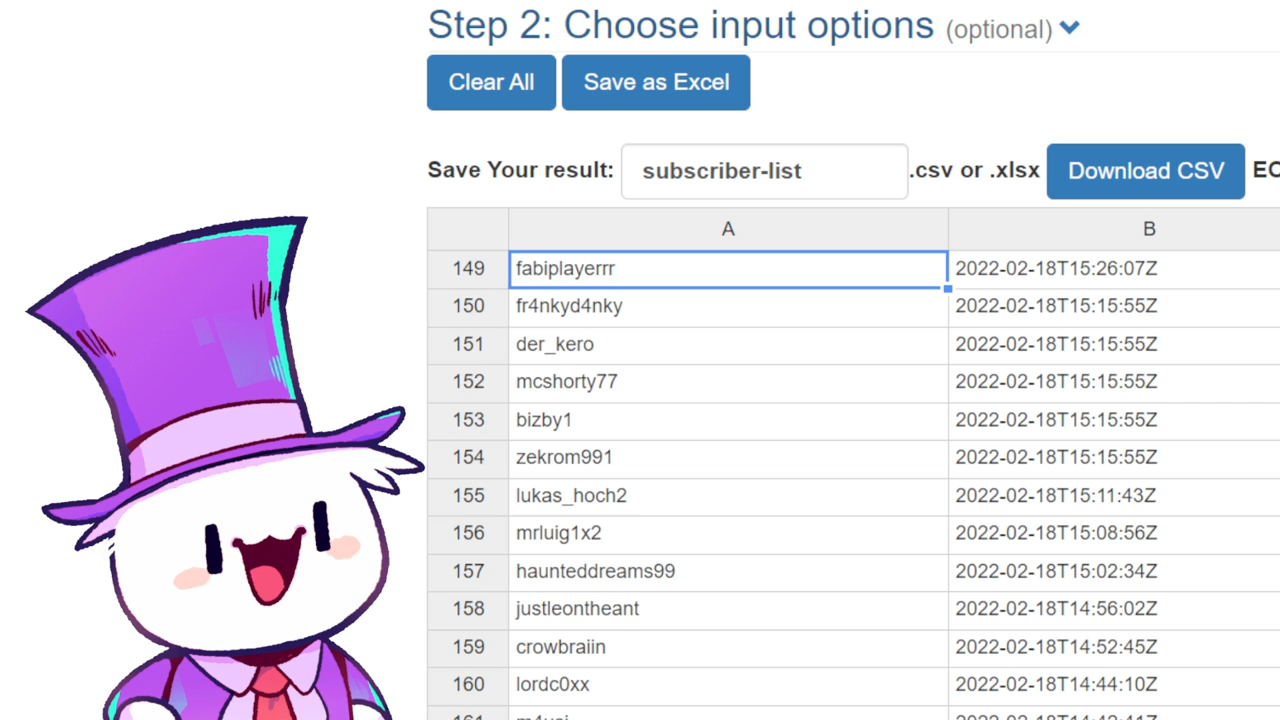 Step 2: Choose input options (optional)
Clear All Save as Excel
Save Your result: subscriber-list .csv or .xlsx Download CSV
A B
149 fabiplayerrr 2022-02-18T15:26:07Z
150 fr4nkyd4nky 2022-02-18T15:15:55Z
151 der_kero 2022-02-18T15:15:55Z
152 mcshorty77 2022-02-18T15:15:55Z
153 bizby1 2022-02-18T15:15:55Z
154 zekrom991 2022-02-18T15:15:55Z
155 lukas_hoch2 2022-02-18T15:11:43Z
156 mrluig1x2 2022-02-18T15:08:56Z
157 haunteddreams99 2022-02-18T15:02:34Z
158 justleontheant 2022-02-18T14:56:02Z
159 crowbraiin 2022-02-18T14:52:45Z
160 lordc0xx 2022-02-18T14:44:10Z